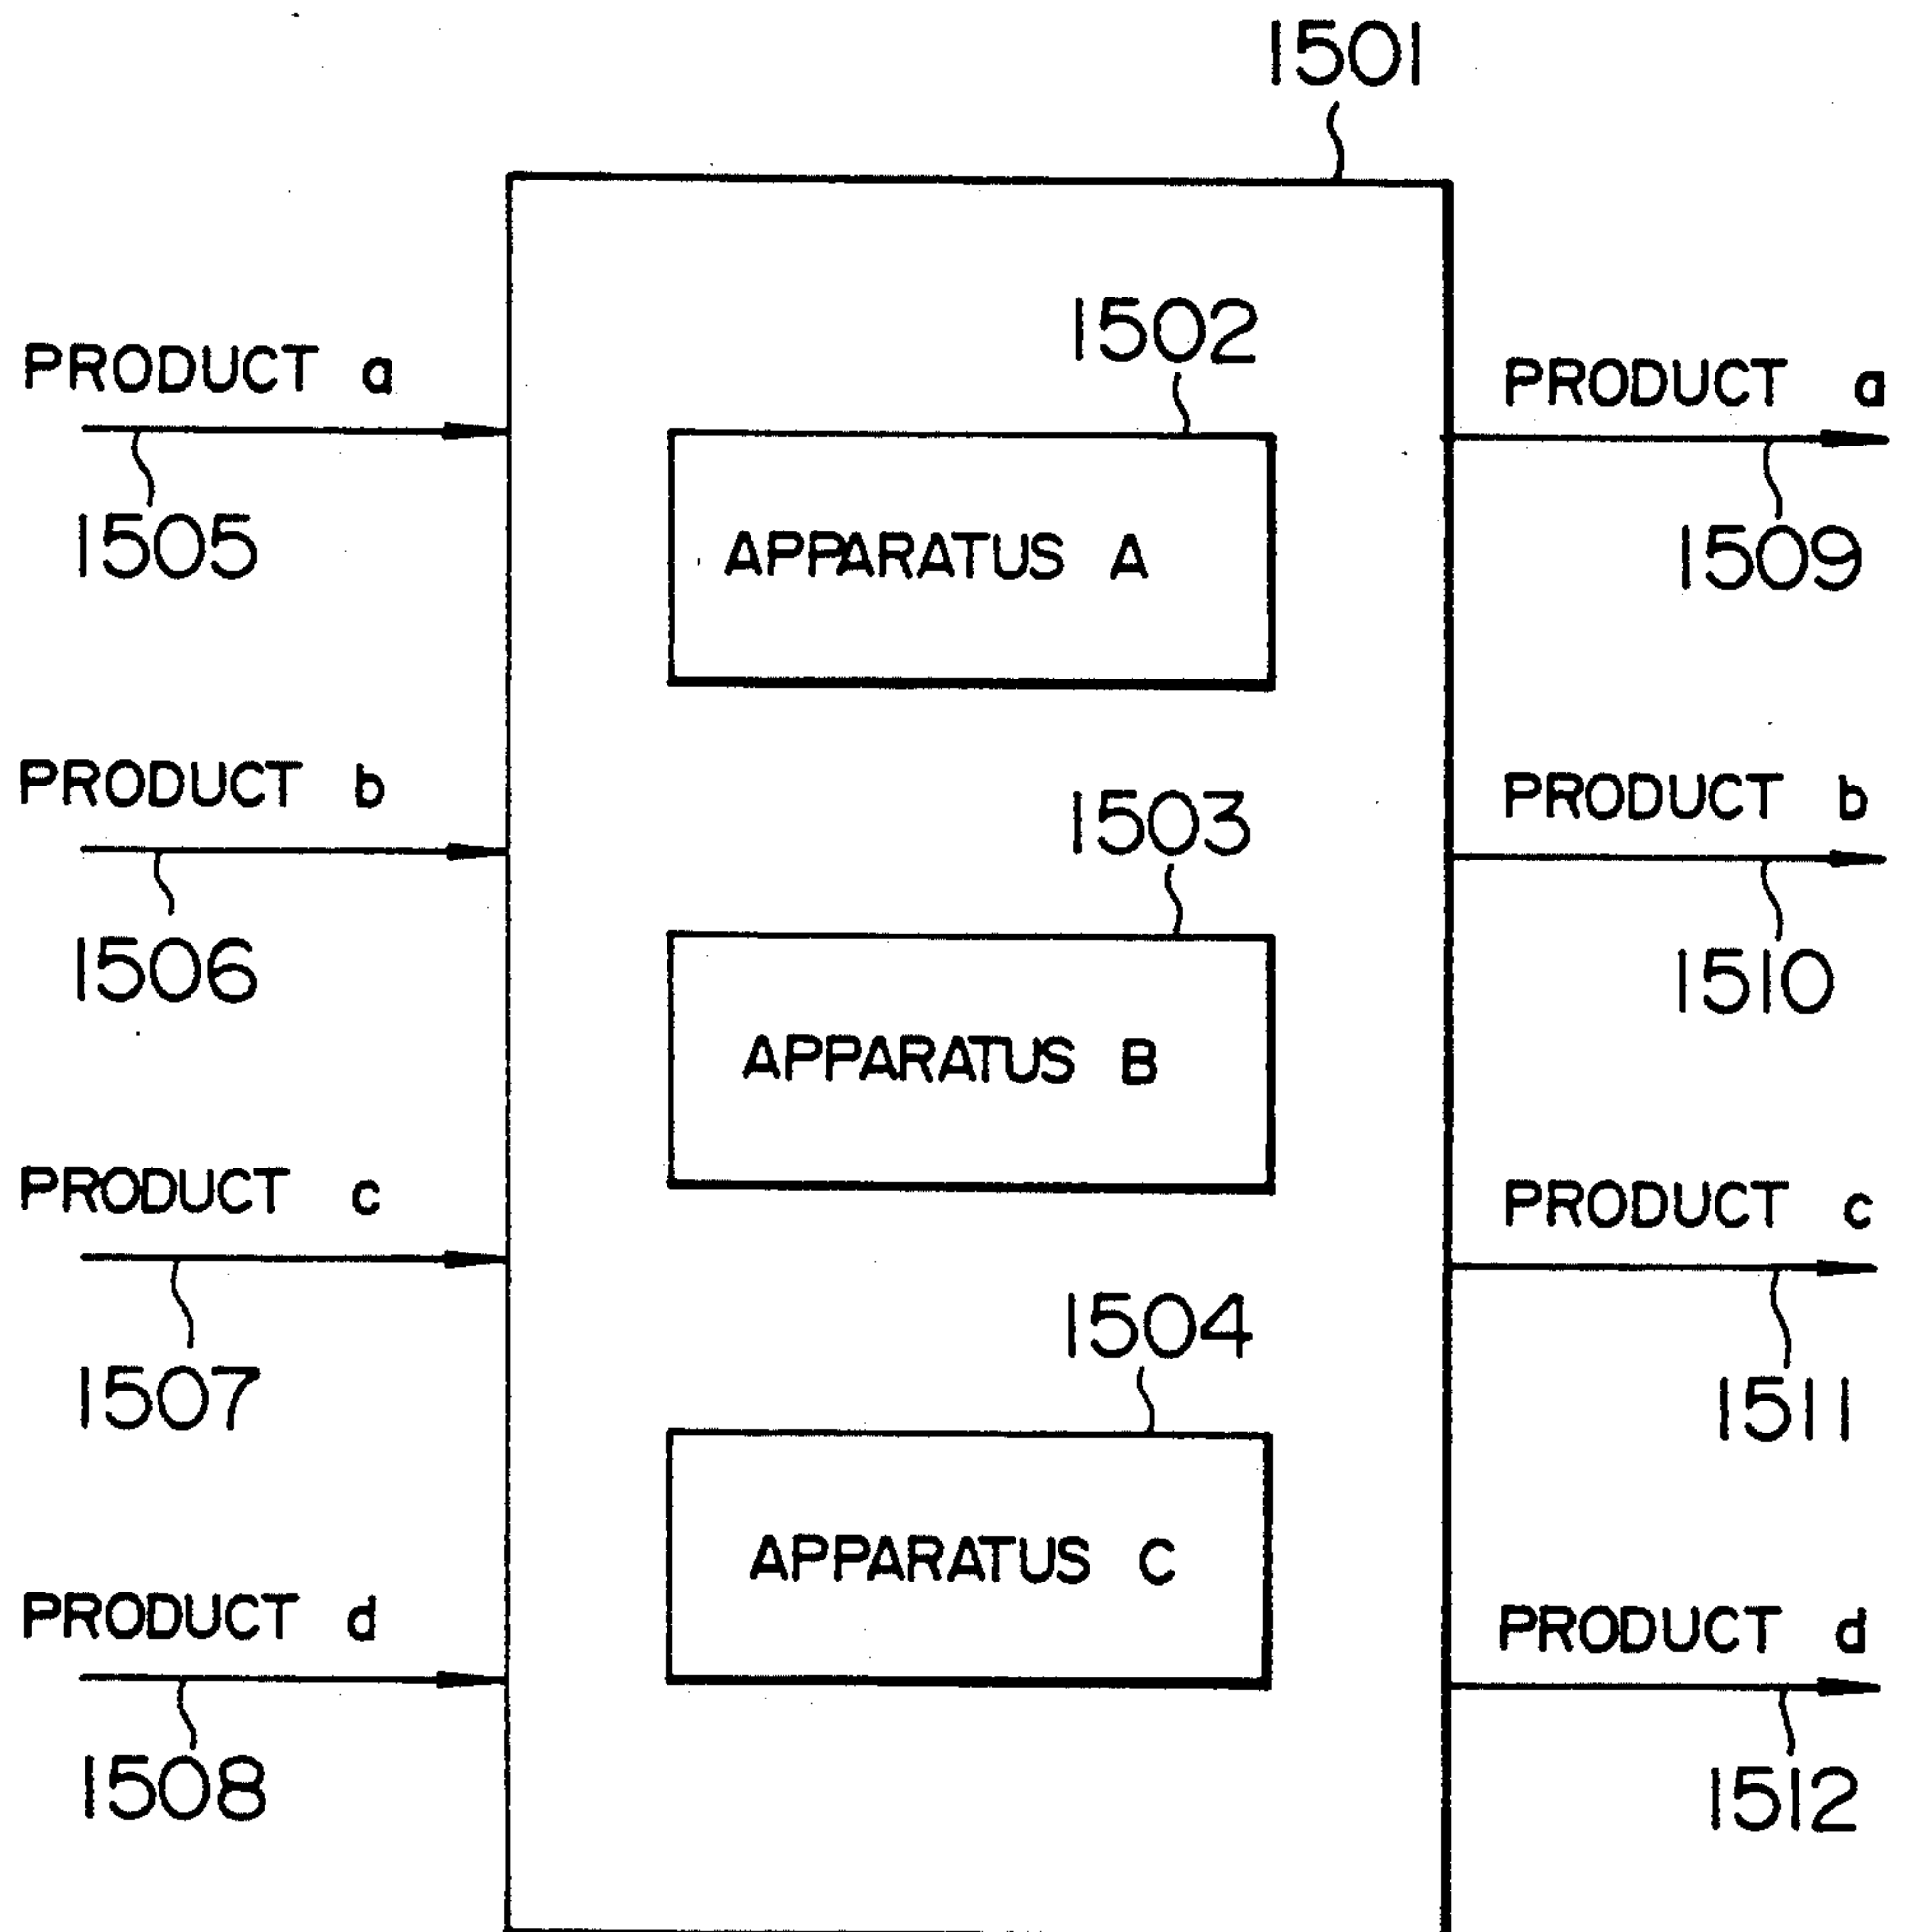 1501
1502
PRODUCT a
1505
APPARATUS A
PRODUCT a
1509
PRODUCT b
1506
1503
APPARATUS B
PRODUCT b
1510
PRODUCT c
1507
1504
APPARATUS C
PRODUCT c
1511
PRODUCT d
1508
PRODUCT d
1512